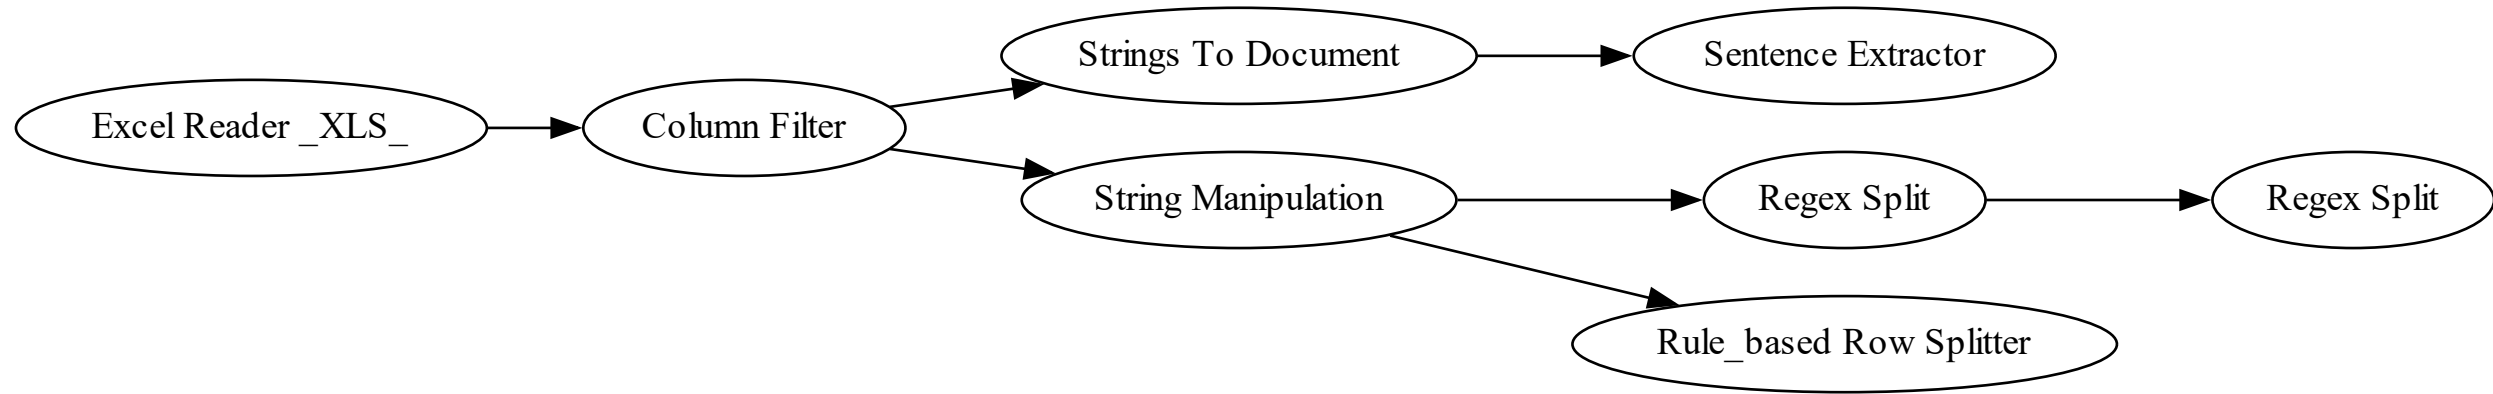 Strings To Document
Sentence Extractor
Excel Reader _XLS_
Column Filter
String Manipulation
Regex Split
Regex Split
Rule_based Row Splitter